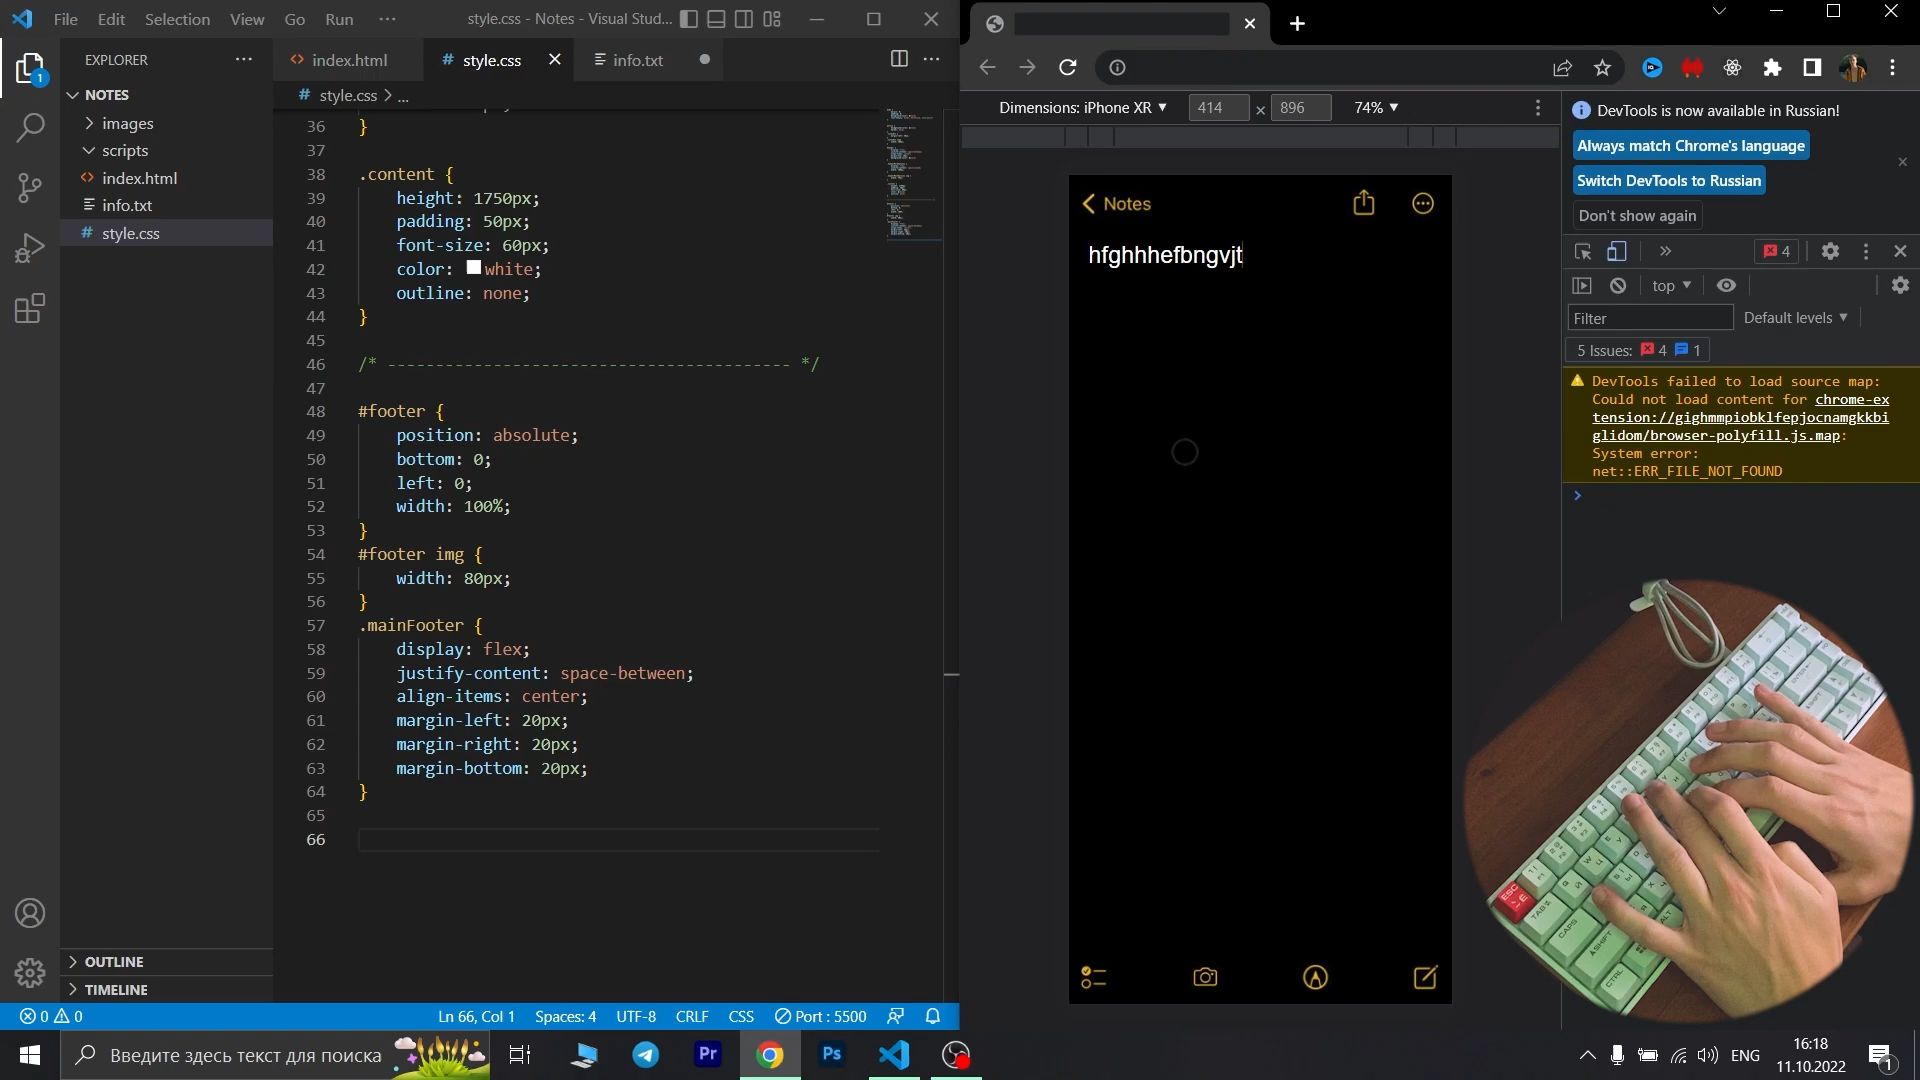 File Edit Selection View Go Run ···
style.css - Notes - Visual Stud...
EXPLORER ···
NOTES
images
scripts
index.html
info.txt
style.css
OUTLINE
TIMELINE
index.html
# style.css
info.txt
# style.css > ...
36 }
37
38 .content {
39 height: 1750px;
40 padding: 50px;
41 font-size: 60px;
42 color: white;
43 outline: none;
44 }
45
46 /* ------------------------------------------ */
47
48 #footer {
49 position: absolute;
50 bottom: 0;
51 left: 0;
52 width: 100%;
53 }
54 #footer img {
55 width: 80px;
56 }
57 .mainFooter {
58 display: flex;
59 justify-content: space-between;
60 align-items: center;
61 margin-left: 20px;
62 margin-right: 20px;
63 margin-bottom: 20px;
64 }
65
66
0 0
Ln 66, Col 1 Spaces: 4 UTF-8 CRLF CSS Port : 5500
Dimensions: iPhone XR ▼ 414 × 896 74% ▼
Notes
hfghhhefbngvjt
DevTools is now available in Russian!
Always match Chrome's language
Switch DevTools to Russian
Don't show again
4
top ▼
Filter Default levels ▼
5 Issues: 4 1
DevTools failed to load source map:
Could not load content for chrome-ex
tension://gighmmpiobklfepjocnamgkkbi
glidom/browser-polyfill.js.map:
System error:
net::ERR_FILE_NOT_FOUND
ESC
TAB
CAPS
SHIFT
CTRL
ALT
Введите здесь текст для поиска
Pr
Ps
ENG
16:18
11.10.2022
1